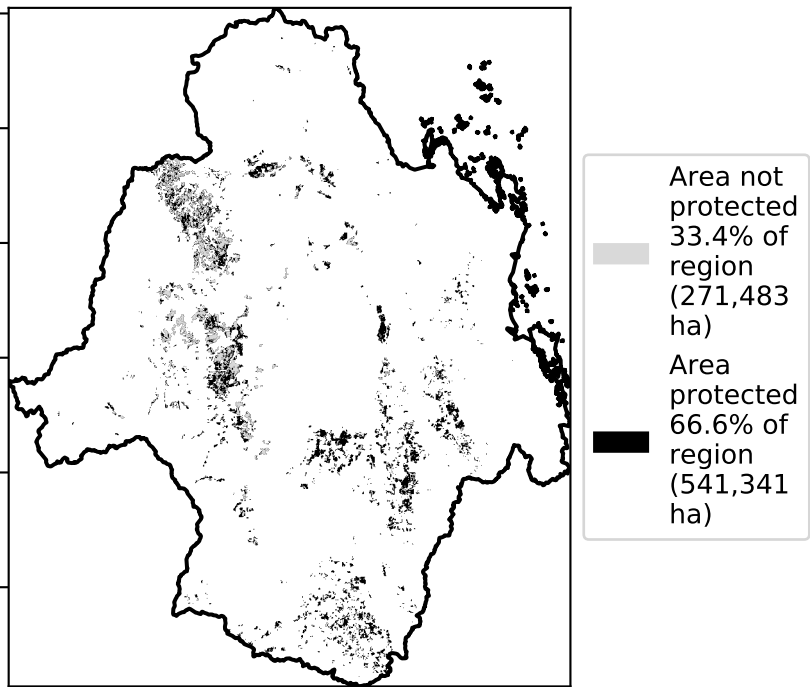 Area not
protected
33.4% of
region
(271,483
ha)
Area
protected
66.6% of
region
(541,341
ha)